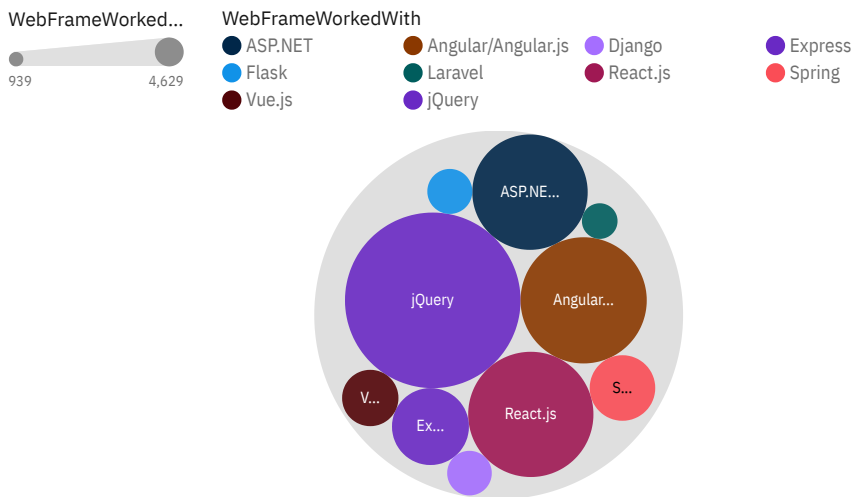 WebFrameWorked...
939 4,629
WebFrameWorkedWith
ASP.NET Angular/Angular.js Django Express
Flask Laravel React.js Spring
Vue.js jQuery
ASP.NE...
jQuery Angular...
S...
V...
React.js
Ex...